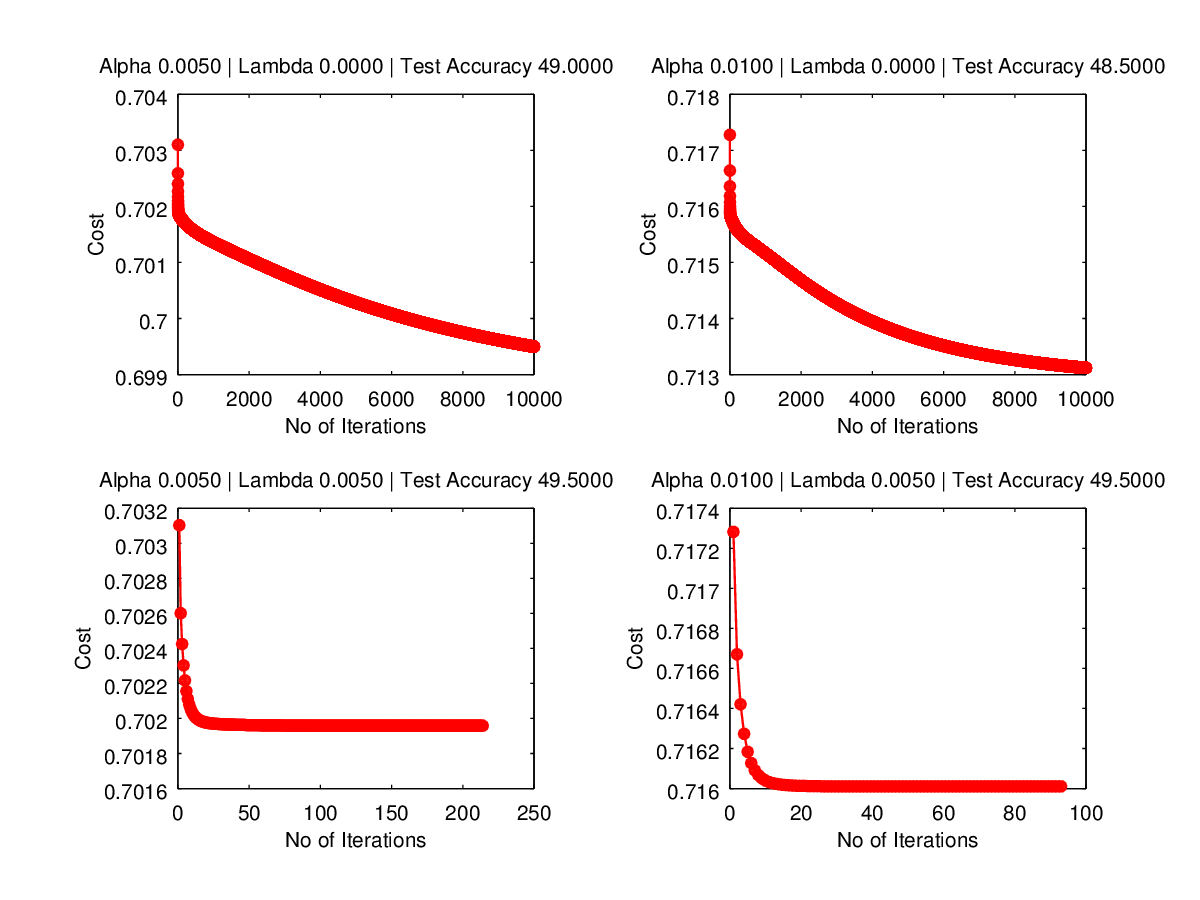 Alpha 0.0050 | Lambda 0.0000 | Test Accuracy 49.0000
0.704
0.703
0.702
0.701
0.7
0.699
Cost
0 2000 4000 6000 8000 10000
No of Iterations
Alpha 0.0100 | Lambda 0.0000 | Test Accuracy 48.5000
0.718
0.717
0.716
0.715
0.714
0.713
Cost
0 2000 4000 6000 8000 10000
No of Iterations
Alpha 0.0050 | Lambda 0.0050 | Test Accuracy 49.5000
0.7032
0.703
0.7028
0.7026
0.7024
0.7022
0.702
0.7018
0.7016
Cost
0 50 100 150 200 250
No of Iterations
Alpha 0.0100 | Lambda 0.0050 | Test Accuracy 49.5000
0.7174
0.7172
0.717
0.7168
0.7166
0.7164
0.7162
0.716
Cost
0 20 40 60 80 100
No of Iterations